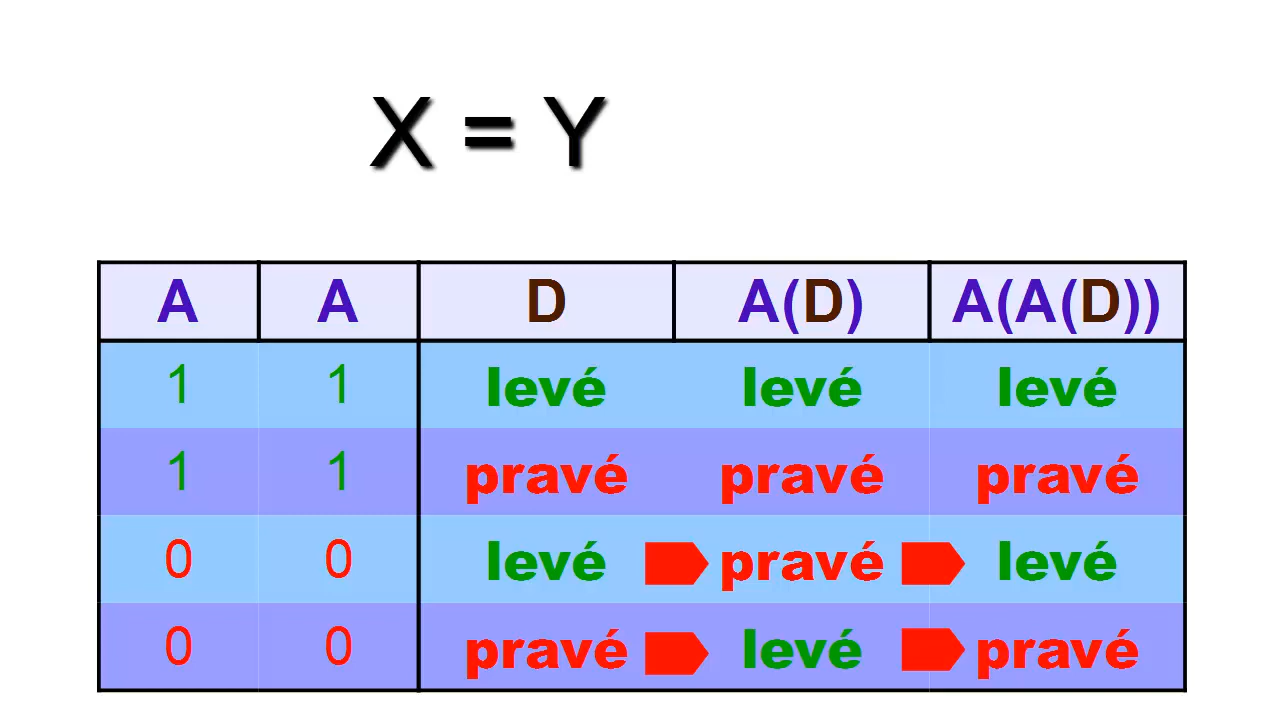 X = Y
A A D A(D) A(A(D))
1 1 levé levé levé
1 1 pravé pravé pravé
0 0 levé pravé levé
0 0 pravé levé pravé